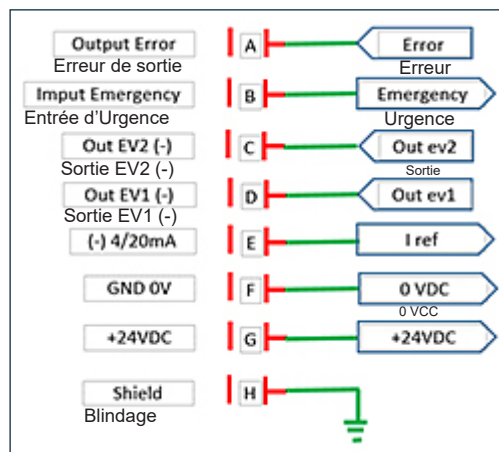 Output Error A Error
Erreur de sortie Erreur
Imput Emergency B Emergency
Entrée d'Urgence Urgence
Out EV2 (-) C Out ev2
Sortie EV2 (-) Sortie
Out EV1 (-) D Out ev1
Sortie EV1 (-)
(-) 4/20mA E I ref
GND 0V F 0 VDC
0 VCC
+24VDC G +24VDC
Shield H
Blindage